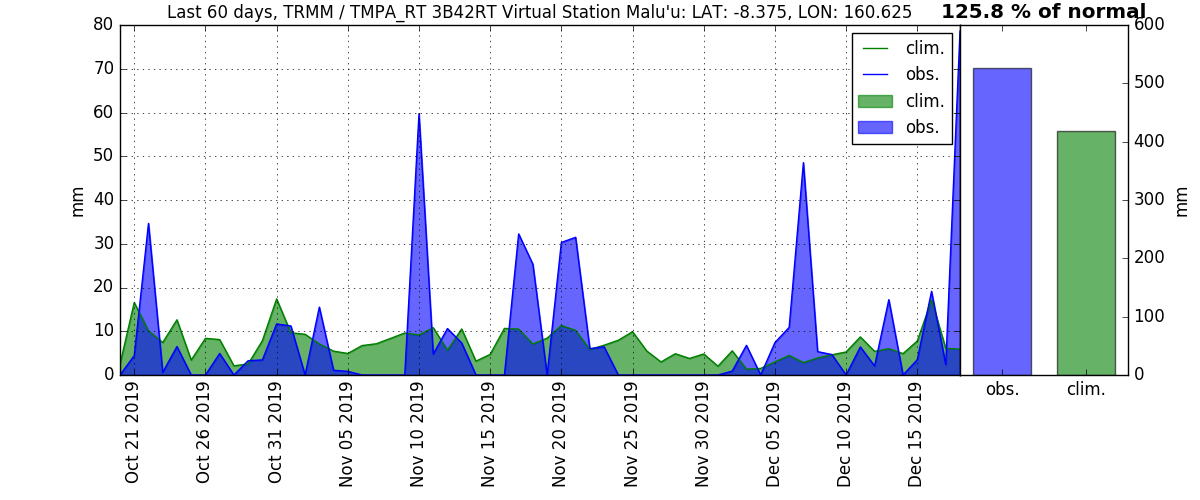 Last 60 days, TRMM / TMPA_RT 3B42RT Virtual Station Malu'u: LAT: -8.375, LON: 160.625
125.8 % of normal
80
70
60
50
40
30
20
10
0
mm
clim.
obs.
clim.
obs.
600
500
400
300
200
100
0
mm
Oct 21 2019
Oct 26 2019
Oct 31 2019
Nov 05 2019
Nov 10 2019
Nov 15 2019
Nov 20 2019
Nov 25 2019
Nov 30 2019
Dec 05 2019
Dec 10 2019
Dec 15 2019
obs.
clim.